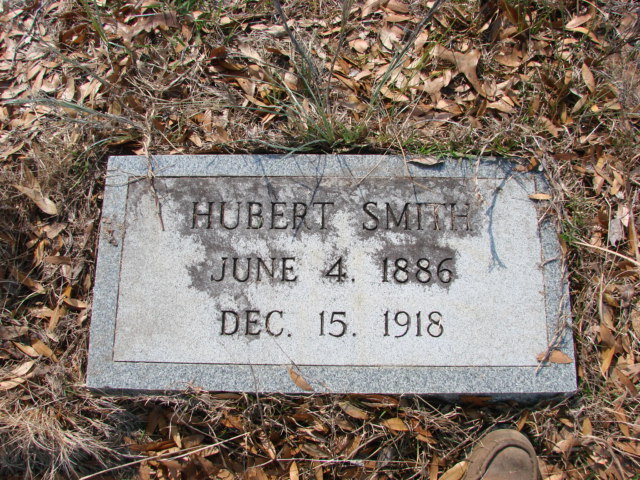 HUBERT SMITH
JUNE 4. 1886
DEC. 15. 1918